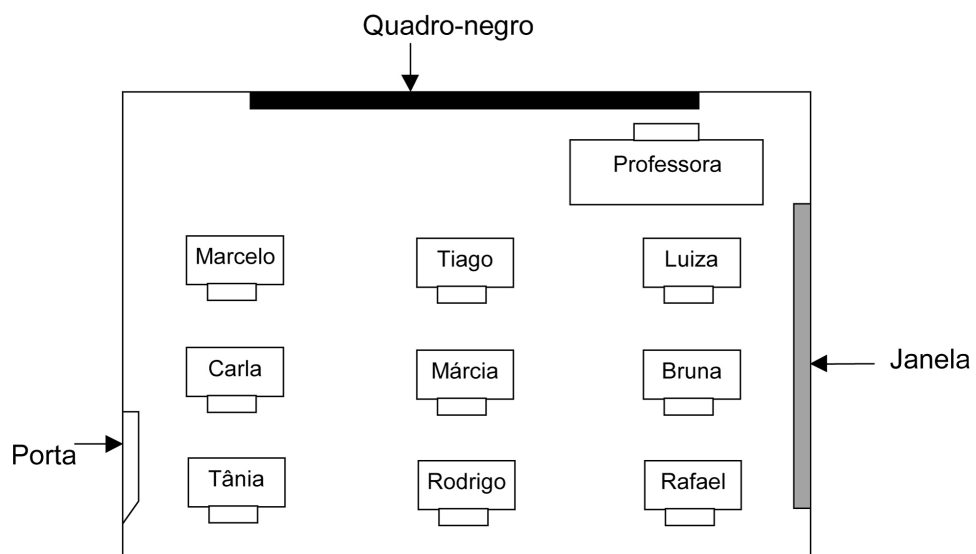 Quadro-negro
Professora
Marcelo
Tiago
Luiza
Carla
Márcia
Bruna
Janela
Porta
Tânia
Rodrigo
Rafael